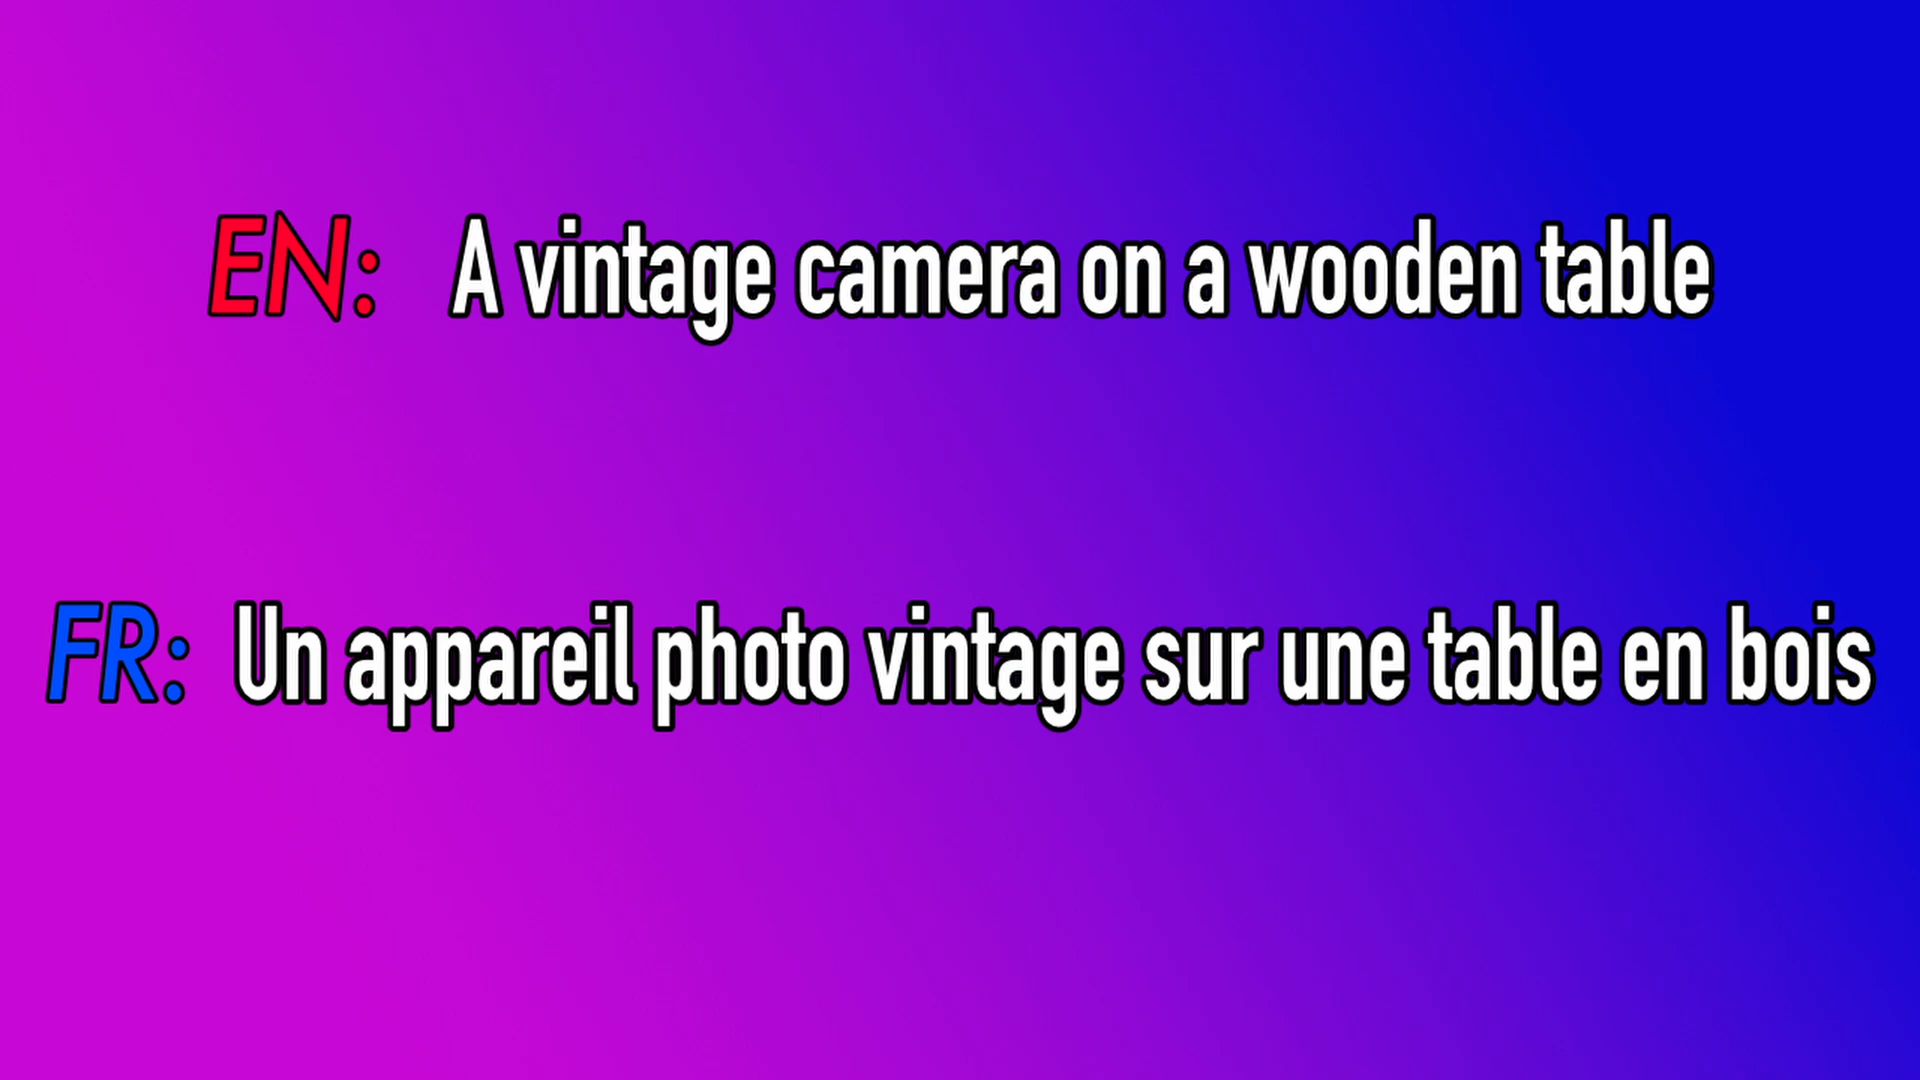 EN: A vintage camera on a wooden table
FR: Un appareil photo vintage sur une table en bois